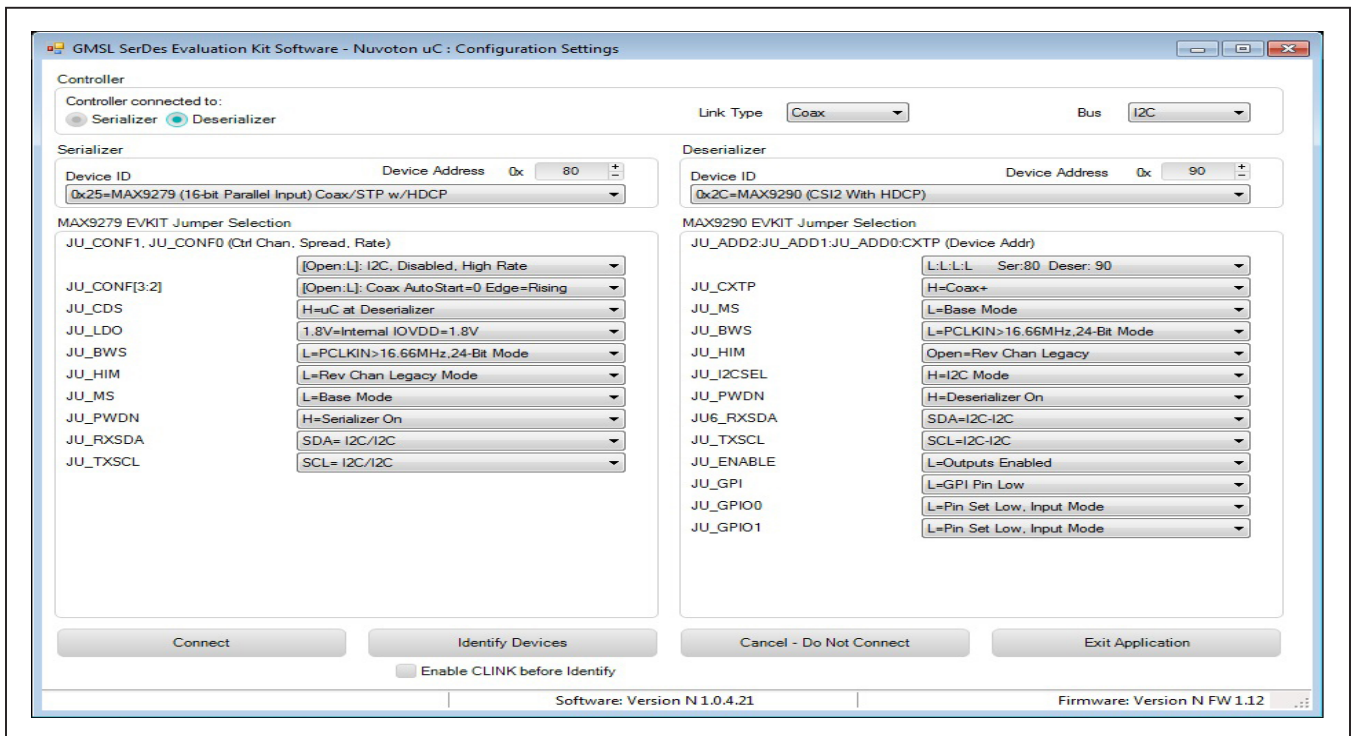 GMSL SerDes Evaluation Kit Software - Nuvoton uC : Configuration Settings
Controller
Controller connected to:
Serializer Deserializer
Link Type Coax
Bus I2C
Serializer
Device ID
Device Address 0x 80
0x25=MAX9279 (16-bit Parallel Input) Coax/STP w/HDCP
MAX9279 EVKIT Jumper Selection
JU_CONF1, JU_CONF0 (Ctrl Chan, Spread, Rate)
[Open:L]: I2C, Disabled, High Rate
JU_CONF[3:2] [Open:L]: Coax AutoStart=0 Edge=Rising
JU_CDS H=uC at Deserializer
JU_LDO 1.8V=Internal IOVDD=1.8V
JU_BWS L=PCLKIN>16.66MHz,24-Bit Mode
JU_HIM L=Rev Chan Legacy Mode
JU_MS L=Base Mode
JU_PWDN H=Serializer On
JU_RXSDA SDA= I2C/I2C
JU_TXSCL SCL= I2C/I2C
Deserializer
Device ID
Device Address 0x 90
0x2C=MAX9290 (CSI2 With HDCP)
MAX9290 EVKIT Jumper Selection
JU_ADD2:JU_ADD1:JU_ADD0:CXTP (Device Addr)
L:L:L:L Ser:80 Deser: 90
JU_CXTP H=Coax+
JU_MS L=Base Mode
JU_BWS L=PCLKIN>16.66MHz,24-Bit Mode
JU_HIM Open=Rev Chan Legacy
JU_I2CSEL H=I2C Mode
JU_PWDN H=Deserializer On
JU6_RXSDA SDA=I2C-I2C
JU_TXSCL SCL=I2C-I2C
JU_ENABLE L=Outputs Enabled
JU_GPI L=GPI Pin Low
JU_GPIO0 L=Pin Set Low, Input Mode
JU_GPIO1 L=Pin Set Low, Input Mode
Connect
Identify Devices
Cancel - Do Not Connect
Exit Application
Enable CLINK before Identify
Software: Version N 1.0.4.21
Firmware: Version N FW 1.12